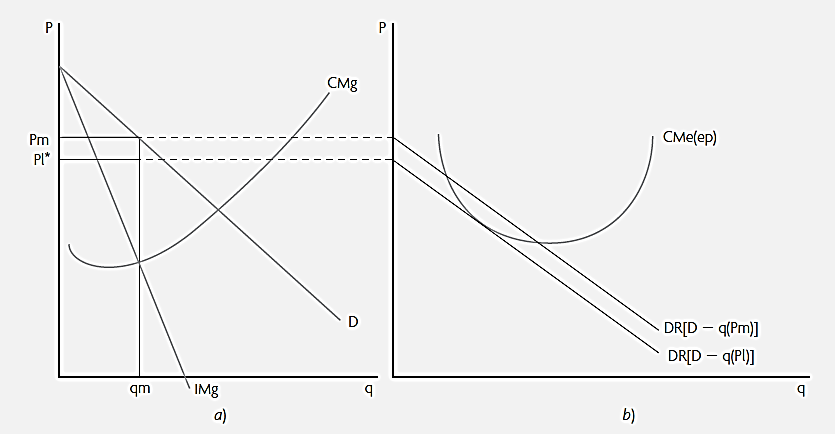 P
CMg
Pm
Pl*
D
qm
IMg
q
a)
P
CMe(ep)
DR[D − q(Pm)]
DR[D − q(Pl)]
q
b)